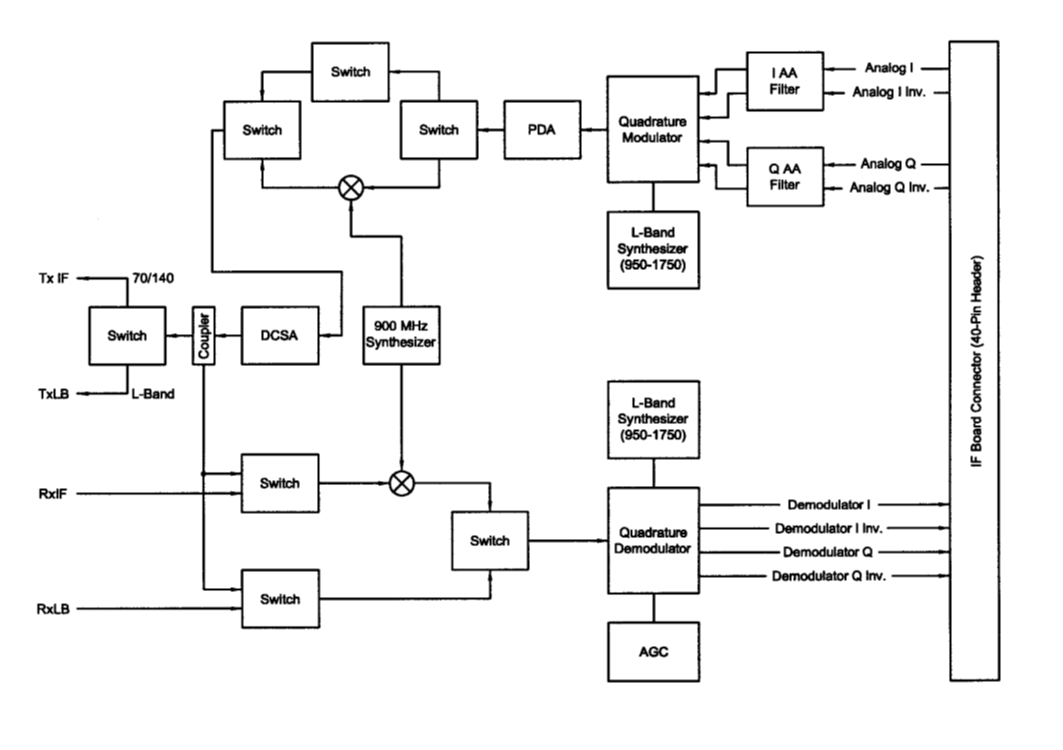 Switch
Switch
Switch
PDA
Quadrature
Modulator
I AA
Filter
Analog I
Analog I Inv.
Q AA
Filter
Analog Q
Analog Q Inv.
L-Band
Synthesizer
(950-1750)
IF Board Connector (40-Pin Header)
Tx IF
70/140
Switch
Coupler
DCSA
900 MHz
Synthesizer
TxLB
L-Band
L-Band
Synthesizer
(950-1750)
RxIF
Switch
Switch
Quadrature
Demodulator
Demodulator I
Demodulator I Inv.
Demodulator Q
Demodulator Q Inv.
RxLB
Switch
AGC